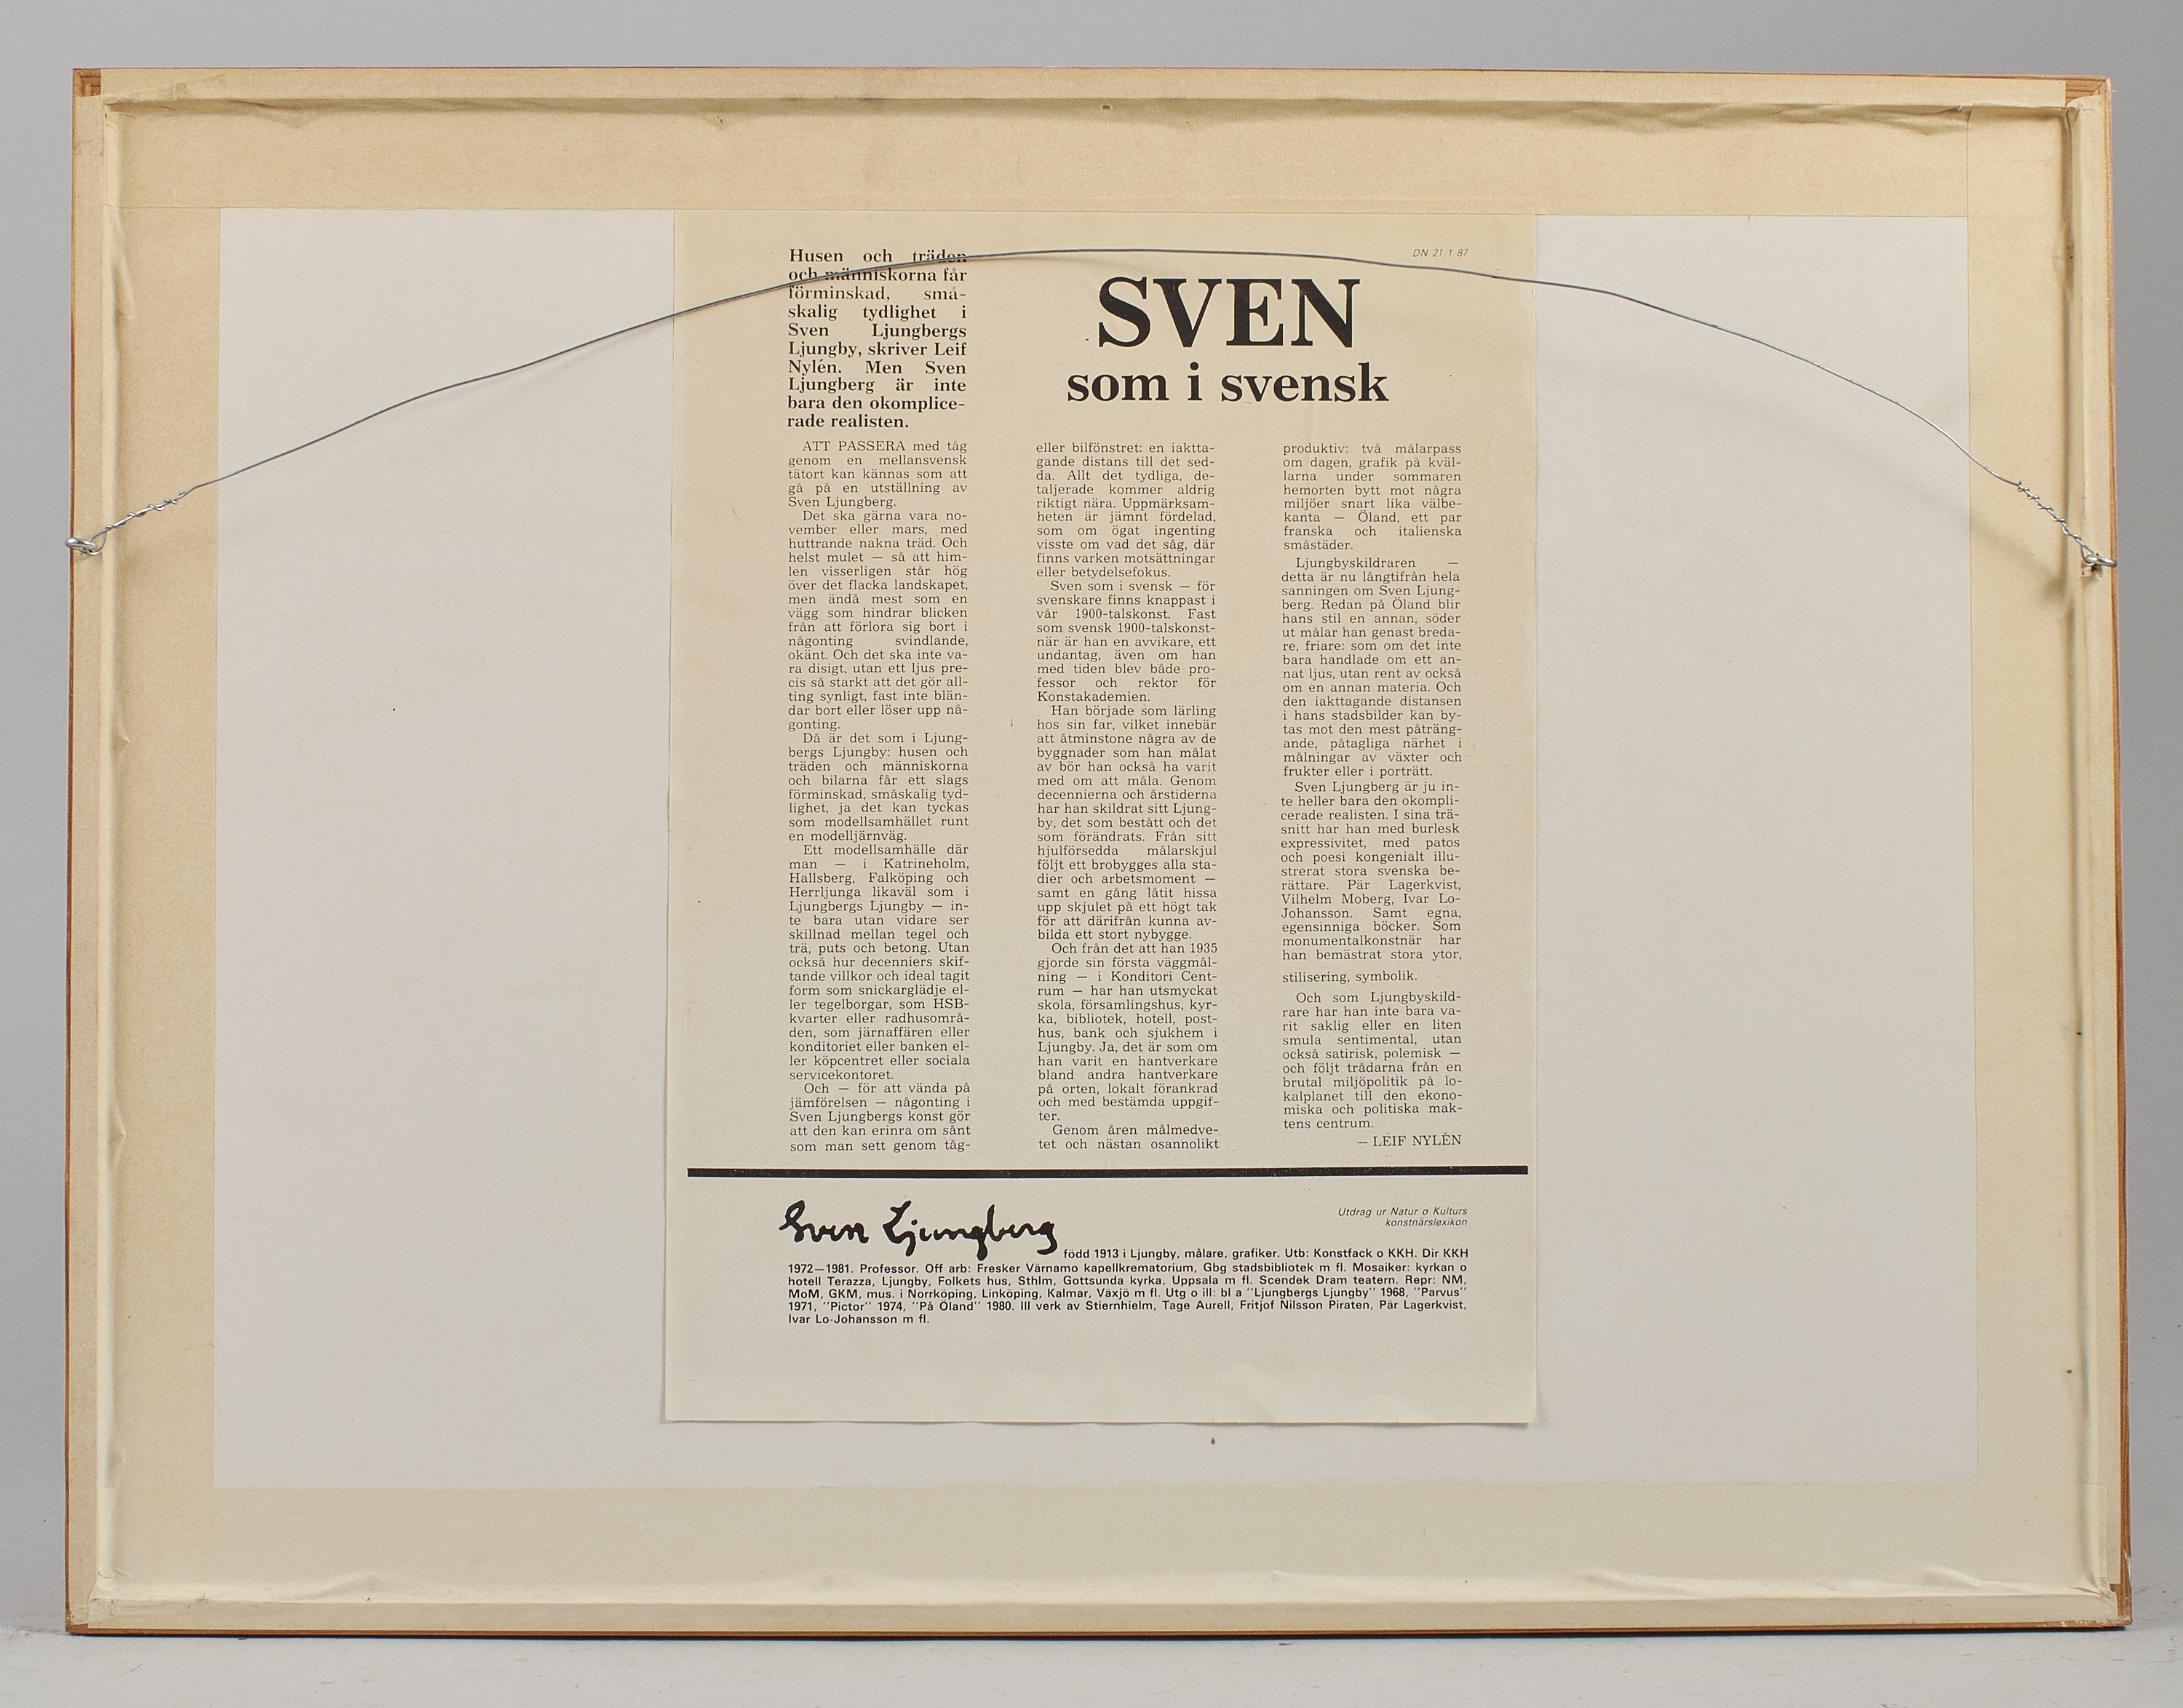 Husen och träden
och människorna får
förminskad, små-
skalig tydlighet i
Sven Ljungbergs
Ljungby, skriver Leif
Nylén. Men Sven
Ljungberg är inte
bara den okomplice-
rade realisten.
DN 21/1 87
SVEN
som i svensk
ATT PASSERA med tåg
genom en mellansvensk
tätort kan kännas som att
gå på en utställning av
Sven Ljungberg.
Det ska gärna vara no-
vember eller mars, med
huttrande nakna träd. Och
helst mulet — så att him-
len visserligen står hög
över det flacka landskapet,
men ändå mest som en
vägg som hindrar blicken
från att förlora sig bort i
någonting svindlande,
okänt. Och det ska inte va-
ra disigt, utan ett ljus pre-
cis så starkt att det gör all-
ting synligt, fast inte blän-
dar bort eller löser upp nå-
gonting.
Då är det som i Ljung-
bergs Ljungby: husen och
träden och människorna
och bilarna får ett slags
förminskad, småskalig tyd-
lighet, ja det kan tyckas
som modellsamhället runt
en modelljärnväg.
Ett modellsamhälle där
man — i Katrineholm,
Hallsberg, Falköping och
Herrljunga likaväl som i
Ljungbergs Ljungby — in-
te bara utan vidare ser
skillnad mellan tegel och
trä, puts och betong. Utan
också hur decenniers skif-
tande villkor och ideal tagit
form som snickarglädje el-
ler tegelborgar, som HSB-
kvarter eller radhusområ-
den, som järnaffären eller
konditoriet eller banken el-
ler köpcentret eller sociala
servicekontoret.
Och — för att vända på
jämförelsen — någonting i
Sven Ljungbergs konst gör
att den kan erinra om sånt
som man sett genom tåg-
eller bilfönstret: en iaktta-
gande distans till det sed-
da. Allt det tydliga, de-
taljerade kommer aldrig
riktigt nära. Uppmärksam-
heten är jämnt fördelad,
som om ögat ingenting
visste om vad det såg, där
finns varken motsättningar
eller betydelsefokus.
Sven som i svensk — för
svenskare finns knappast i
vår 1900-talskonst. Fast
som svensk 1900-talskonst-
när är han en avvikare, ett
undantag, även om han
med tiden blev både pro-
fessor och rektor för
Konstakademien.
Han började som lärling
hos sin far, vilket innebär
att åtminstone några av de
byggnader som han målat
av bör han också ha varit
med om att måla. Genom
decennierna och årstiderna
har han skildrat sitt Ljung-
by, det som bestått och det
som förändrats. Från sitt
hjulförsedda målarskjul
följt ett brobygges alla sta-
dier och arbetsmoment —
samt en gång låtit hissa
upp skjulet på ett högt tak
för att därifrån kunna av-
bilda ett stort nybygge.
Och från det att han 1935
gjorde sin första väggmål-
ning — i Konditori Cent-
rum — har han utsmyckat
skola, församlingshus, kyr-
ka, bibliotek, hotell, post-
hus, bank och sjukhem i
Ljungby. Ja, det är som om
han varit en hantverkare
bland andra hantverkare
på orten, lokalt förankrad
och med bestämda uppgif-
ter.
Genom åren målmedve-
tet och nästan osannolikt
produktiv: två målarpass
om dagen, grafik på kväl-
larna under sommaren
hemorten bytt mot några
miljöer snart lika välbe-
kanta — Öland, ett par
franska och italienska
småstäder.
Ljungbyskildraren —
detta är nu långtifrån hela
sanningen om Sven Ljung-
berg. Redan på Öland blir
hans stil en annan, söder
ut målar han genast breda-
re, friare: som om det inte
bara handlade om ett an-
nat ljus, utan rent av också
om en annan materia. Och
den iakttagande distansen
i hans stadsbilder kan by-
tas mot den mest påträng-
ande, påtagliga närhet i
målningar av växter och
frukter eller i porträtt.
Sven Ljungberg är ju in-
te heller bara den okompli-
cerade realisten. I sina trä-
snitt har han med burlesk
expressivitet, med patos
och poesi kongenialt illu-
strerat stora svenska be-
rättare. Pär Lagerkvist,
Vilhelm Moberg, Ivar Lo-
Johansson. Samt egna,
egensinniga böcker. Som
monumentalkonstnär har
han bemästrat stora ytor,
stilisering, symbolik.
Och som Ljungbyskild-
rare har han inte bara va-
rit saklig eller en liten
smula sentimental, utan
också satirisk, polemisk —
och följt trådarna från en
brutal miljöpolitik på lo-
kalplanet till den ekono-
miska och politiska mak-
tens centrum.
— LEIF NYLÉN
Sven Ljungberg
Utdrag ur Natur o Kulturs
konstnärslexikon
född 1913 i Ljungby, målare, grafiker. Utb: Konstfack o KKH. Dir KKH
1972—1981. Professor. Off arb: Fresker Värnamo kapellkrematorium, Gbg stadsbibliotek m fl. Mosaiker: kyrkan o
hotell Terazza, Ljungby, Folkets hus, Sthlm, Gottsunda kyrka, Uppsala m fl. Scendek Dram teatern. Repr: NM,
MoM, GKM, mus. i Norrköping, Linköping, Kalmar, Växjö m fl. Utg o ill: bl a "Ljungbergs Ljungby" 1968, "Parvus"
1971, "Pictor" 1974, "På Öland" 1980. Ill verk av Stiernhielm, Tage Aurell, Fritjof Nilsson Piraten, Pär Lagerkvist,
Ivar Lo-Johansson m fl.